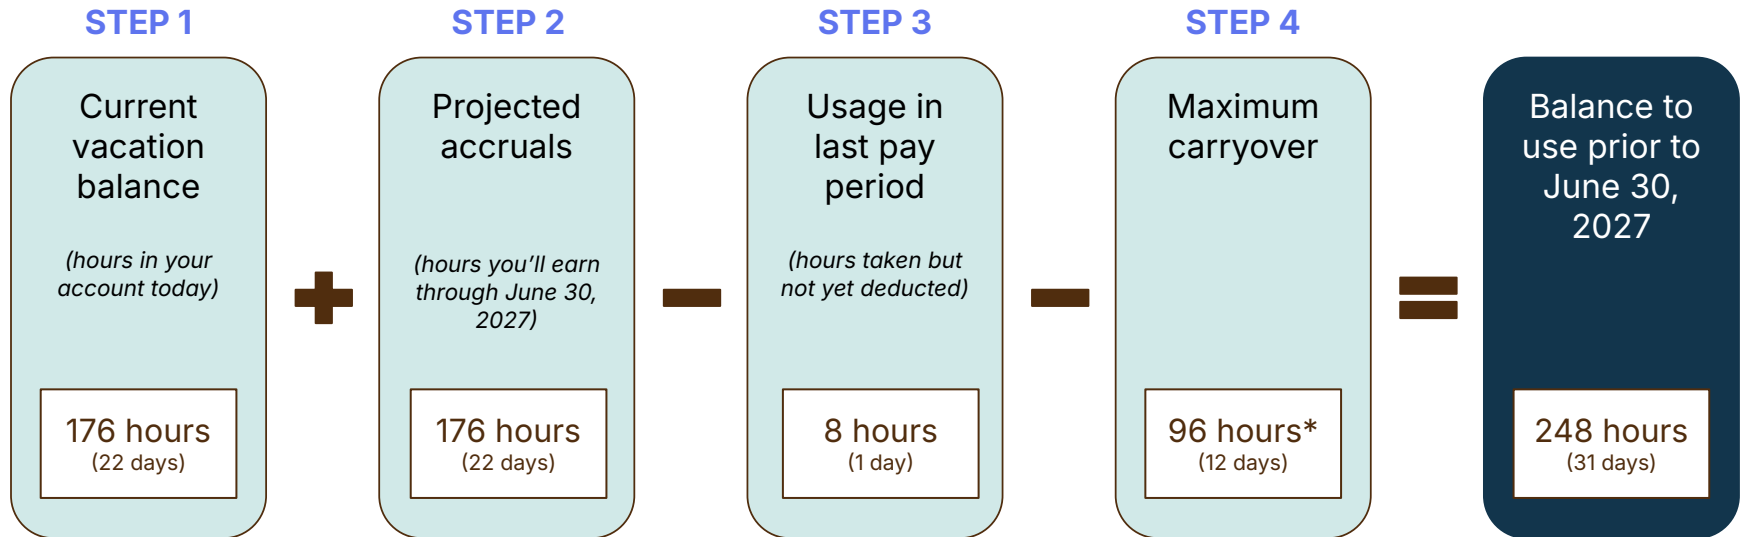 STEP 1
Current
vacation
balance
(hours in your
account today)
176 hours
(22 days)
STEP 2
Projected
accruals
(hours you’ll earn
through June 30,
2027)
176 hours
(22 days)
STEP 3
Usage in
last pay
period
(hours taken but
not yet deducted)
8 hours
(1 day)
STEP 4
Maximum
carryover
96 hours*
(12 days)
Balance to
use prior to
June 30,
2027
248 hours
(31 days)